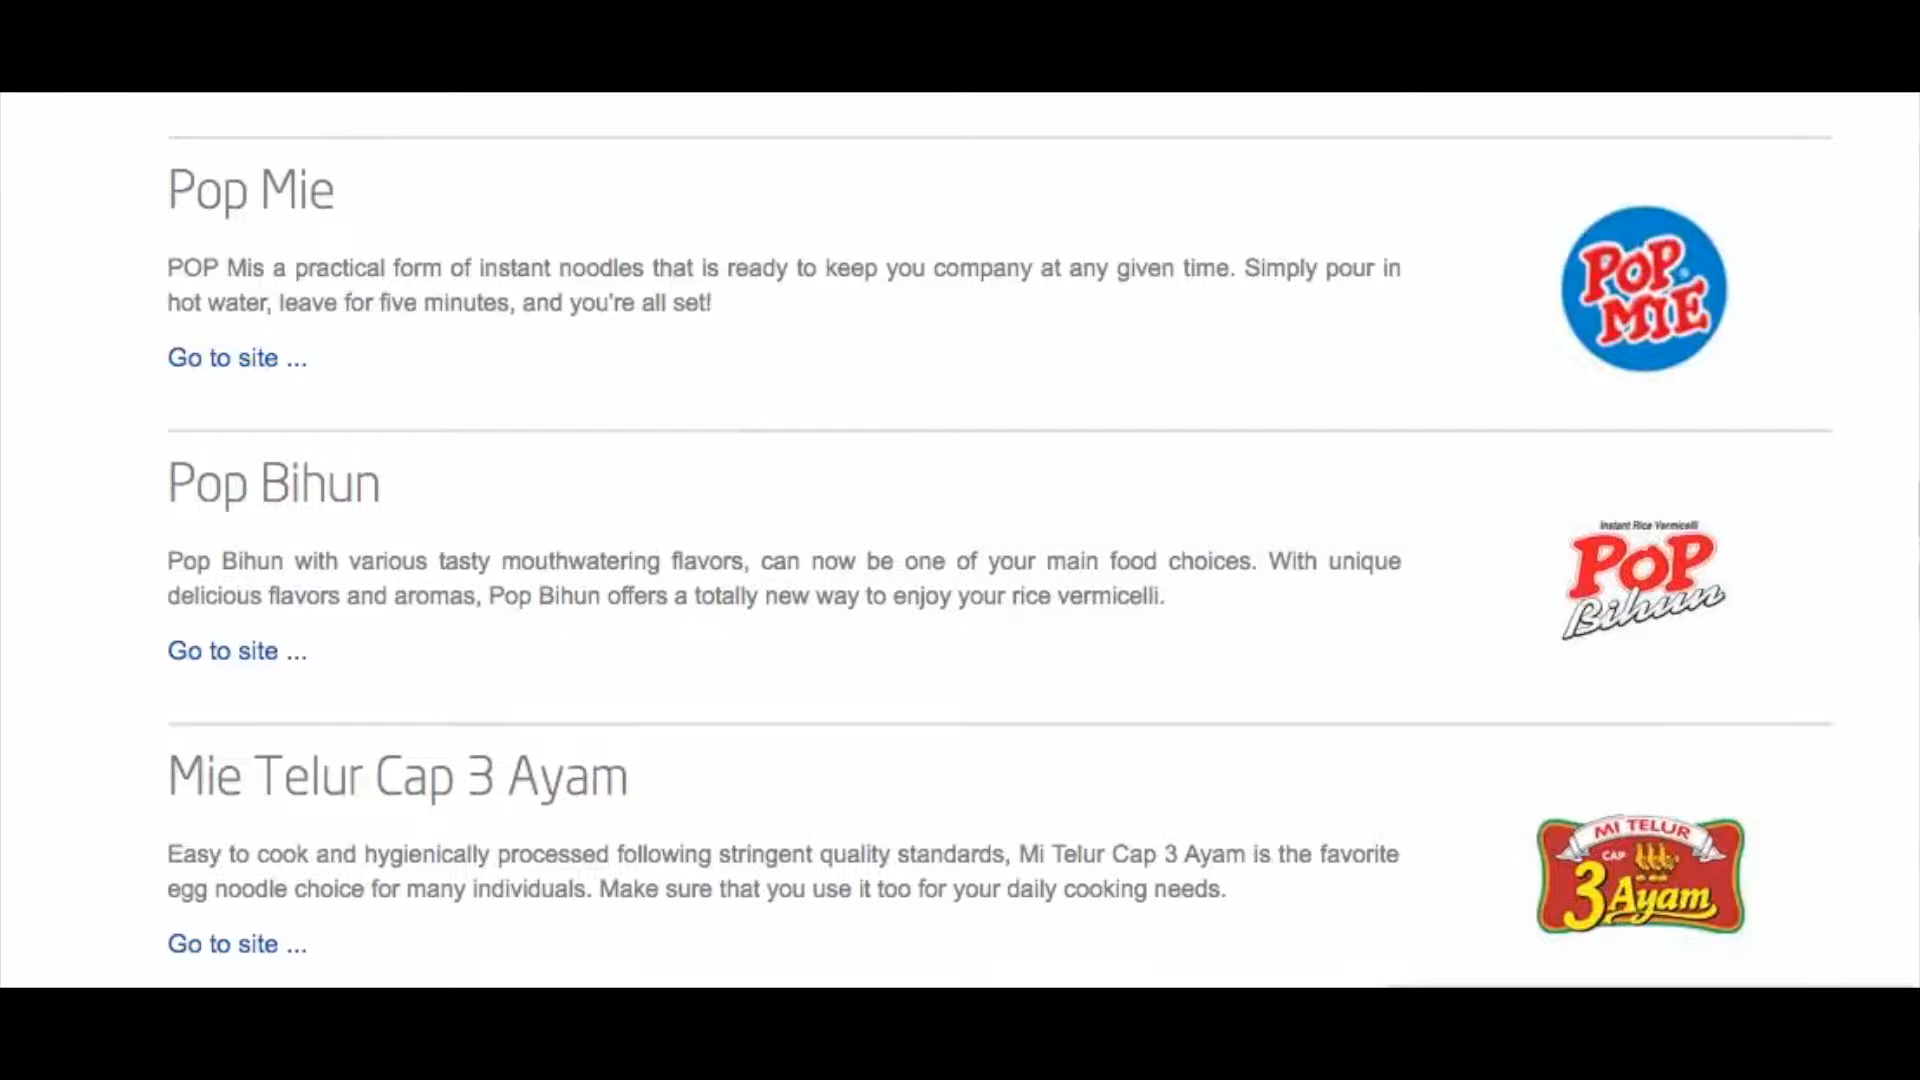 Pop Mie
POP Mis a practical form of instant noodles that is ready to keep you company at any given time. Simply pour in
hot water, leave for five minutes, and you're all set!
Go to site ...
POP
MIE
Pop Bihun
Pop Bihun with various tasty mouthwatering flavors, can now be one of your main food choices. With unique
delicious flavors and aromas, Pop Bihun offers a totally new way to enjoy your rice vermicelli.
Go to site ...
Instant Rice Vermicelli
POP
Bihun
Mie Telur Cap 3 Ayam
Easy to cook and hygienically processed following stringent quality standards, Mi Telur Cap 3 Ayam is the favorite
egg noodle choice for many individuals. Make sure that you use it too for your daily cooking needs.
Go to site ...
MI TELUR
CAP
3 Ayam